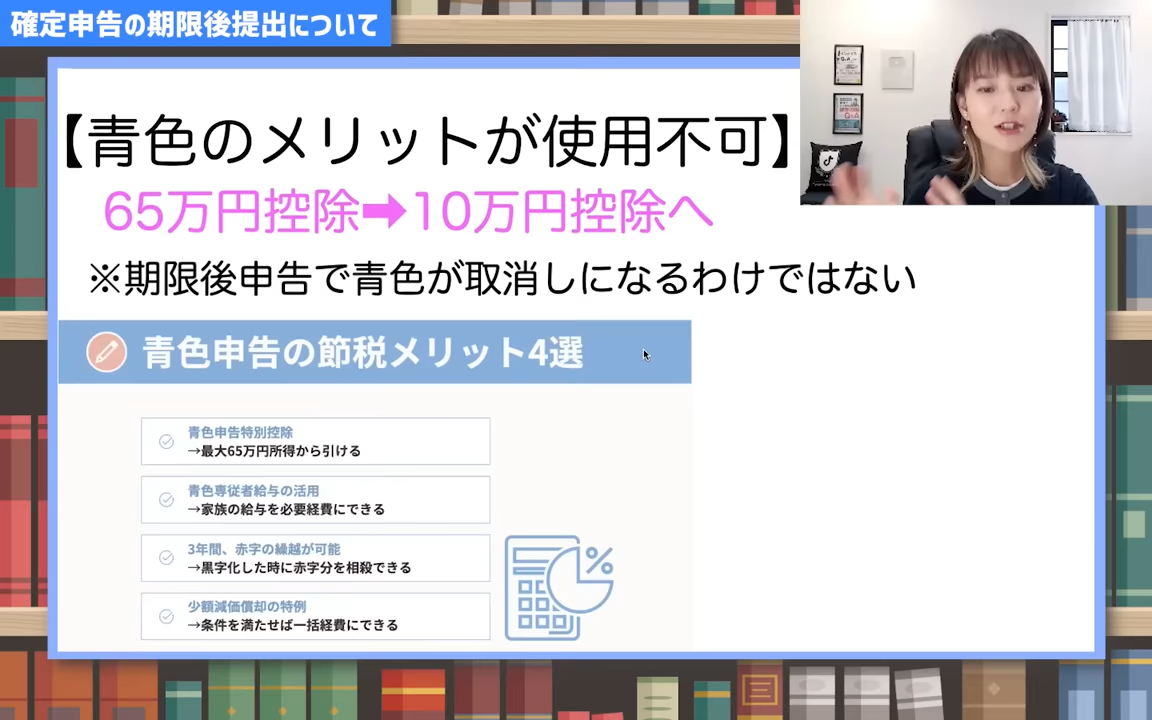 確定申告の期限後提出について
【青色のメリットが使用不可】
65万円控除➡10万円控除へ
※期限後申告で青色が取消しになるわけではない
青色申告の節税メリット4選
青色申告特別控除
→最大65万円所得から引ける
青色専従者給与の活用
→家族の給与を必要経費にできる
3年間、赤字の繰越が可能
→黒字化した時に赤字分を相殺できる
少額減価償却の特例
→条件を満たせば一括経費にできる
%